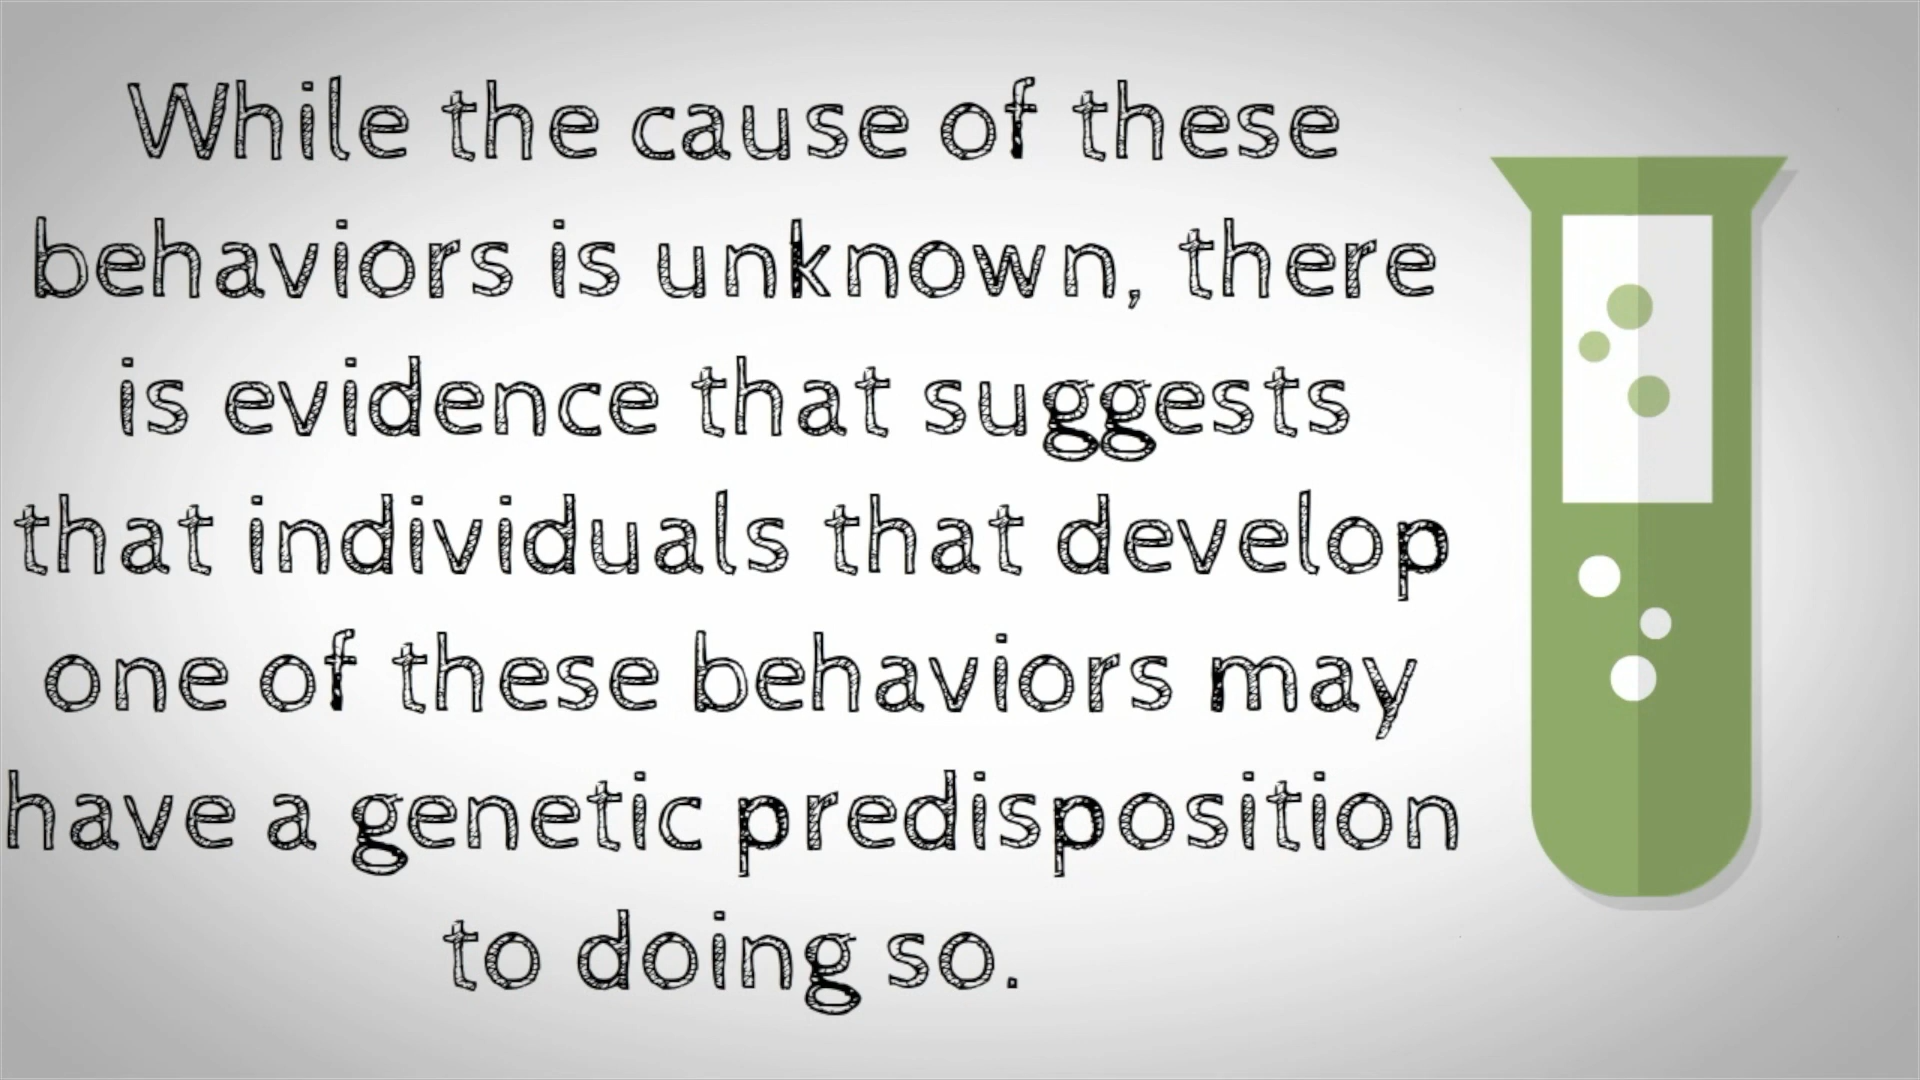 While the cause of these
behaviors is unknown, there
is evidence that suggests
that individuals that develop
one of these behaviors may
have a genetic predisposition
to doing so.